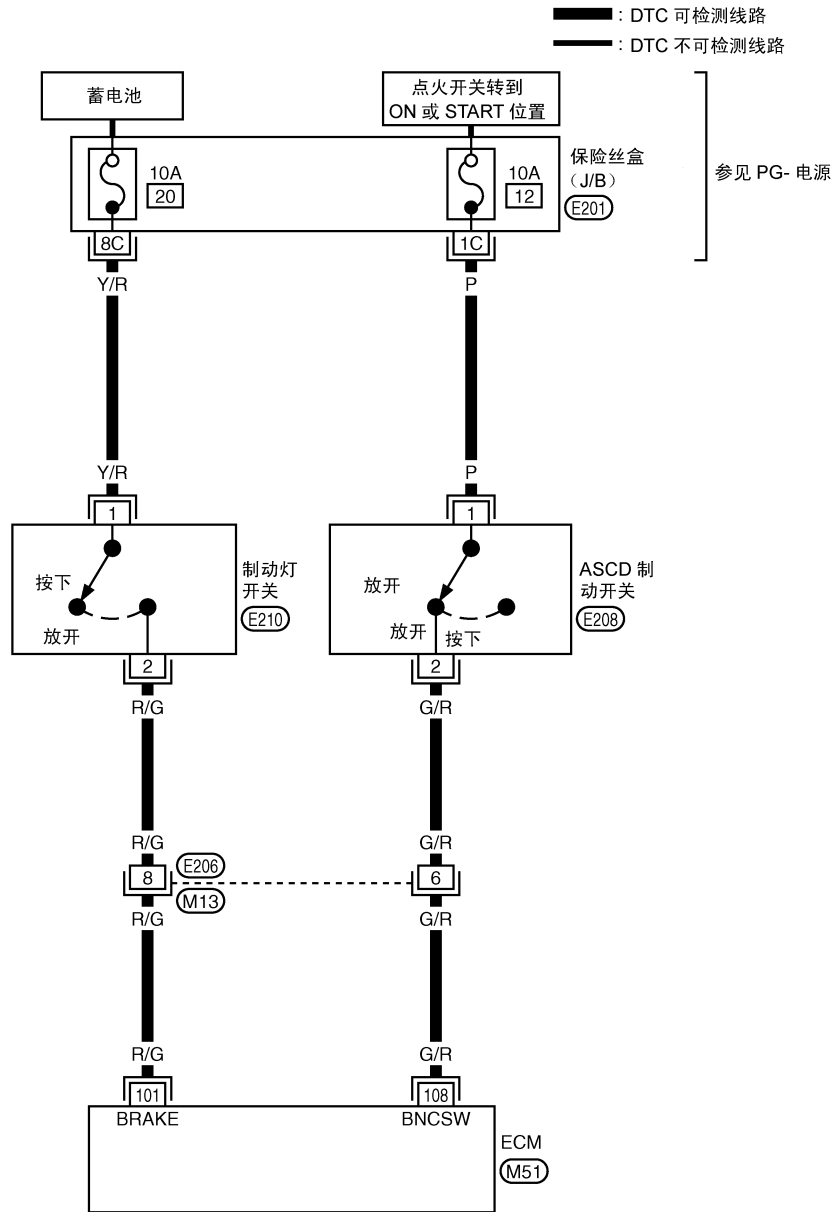 : DTC 可检测线路
: DTC 不可检测线路
蓄电池
点火开关转到
ON 或 START 位置
10A
20
10A
12
保险丝盒
（J/B）
E201
参见 PG- 电源
8C
1C
Y/R
P
Y/R
P
1
1
按下
放开
制动灯
开关
E210
放开
放开
按下
ASCD 制
动开关
E208
2
2
R/G
G/R
R/G
G/R
8
E206
M13
6
R/G
G/R
R/G
G/R
101
108
BRAKE
BNCSW
ECM
M51